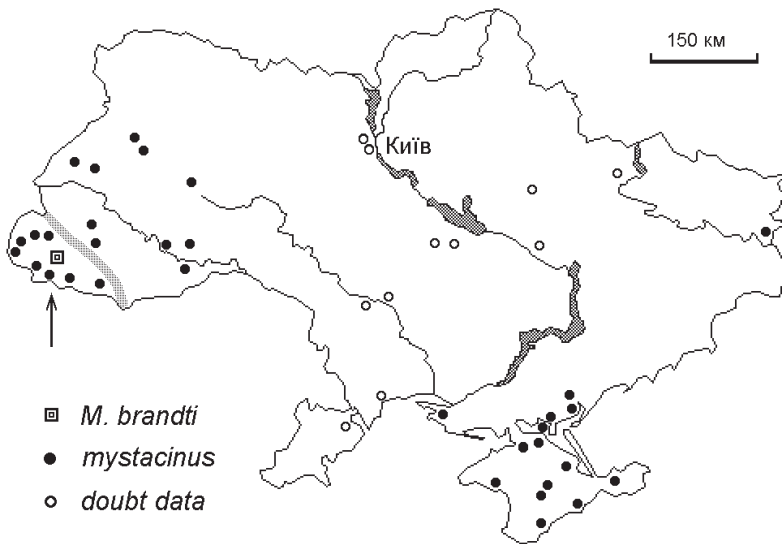 150 км
Київ
M. brandti
mystacinus
doubt data